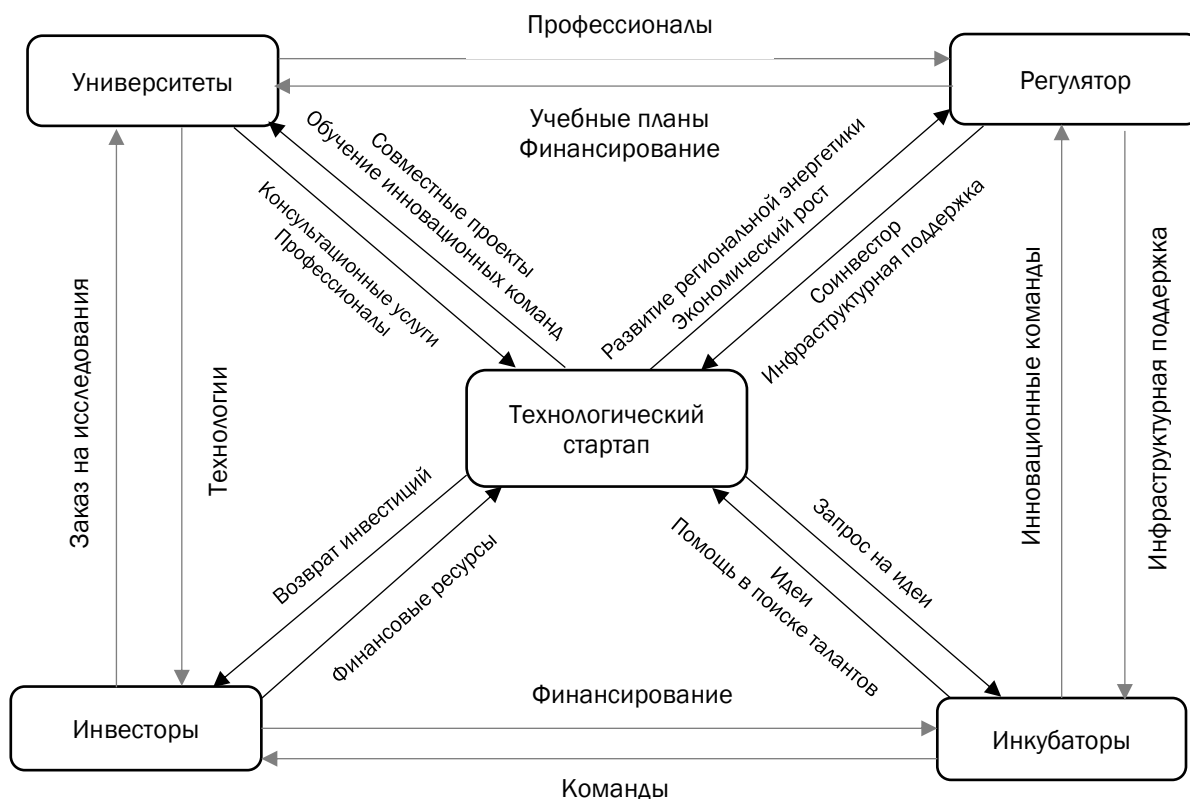 Профессионалы
Университеты
Регулятор
Учебные планы
Финансирование
Совместные проекты
Обучение инновационных команд
Консультационные услуги
Профессионалы
Развитие региональной энергетики
Экономический рост
Соинвестор
Инфраструктурная поддержка
Заказ на исследования
Технологии
Инновационные команды
Инфраструктурная поддержка
Технологический
стартап
Возврат инвестиций
Финансовые ресурсы
Запрос на идеи
Идеи
Помощь в поиске талантов
Финансирование
Инвесторы
Инкубаторы
Команды